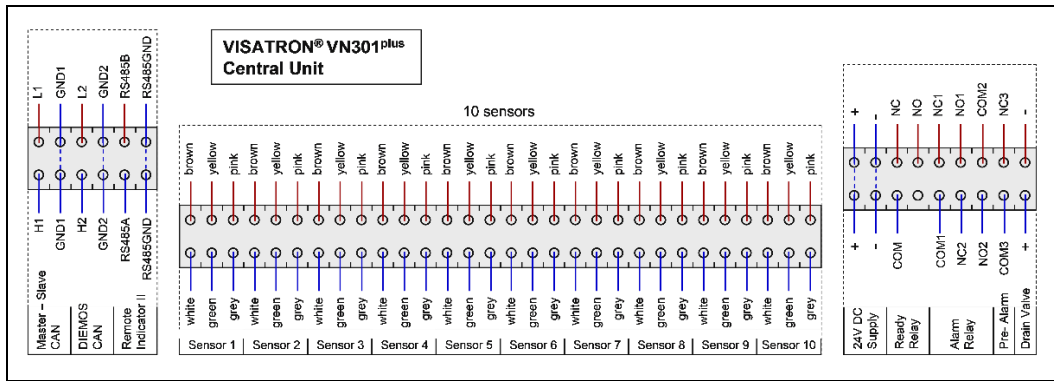 VISATRON® VN301plus
Central Unit
10 sensors
L1 GND1 L2 GND2 RS485B RS485GND
H1 GND1 H2 GND2 RS485A RS485GND
Master – Slave
CAN
DIEMOS
CAN
Remote
Indicator II
brown yellow pink brown yellow pink brown yellow pink brown yellow pink brown yellow pink brown yellow pink brown yellow pink brown yellow pink brown yellow pink brown yellow pink
white green grey white green grey white green grey white green grey white green grey white green grey white green grey white green grey white green grey white green grey
Sensor 1 Sensor 2 Sensor 3 Sensor 4 Sensor 5 Sensor 6 Sensor 7 Sensor 8 Sensor 9 Sensor 10
+ - NC NO NC1 NO1 COM2 NC3 -
+ - COM COM1 NC2 NO2 COM3 +
24V DC
Supply
Ready
Relay
Alarm
Relay
Pre- Alarm
Drain Valve